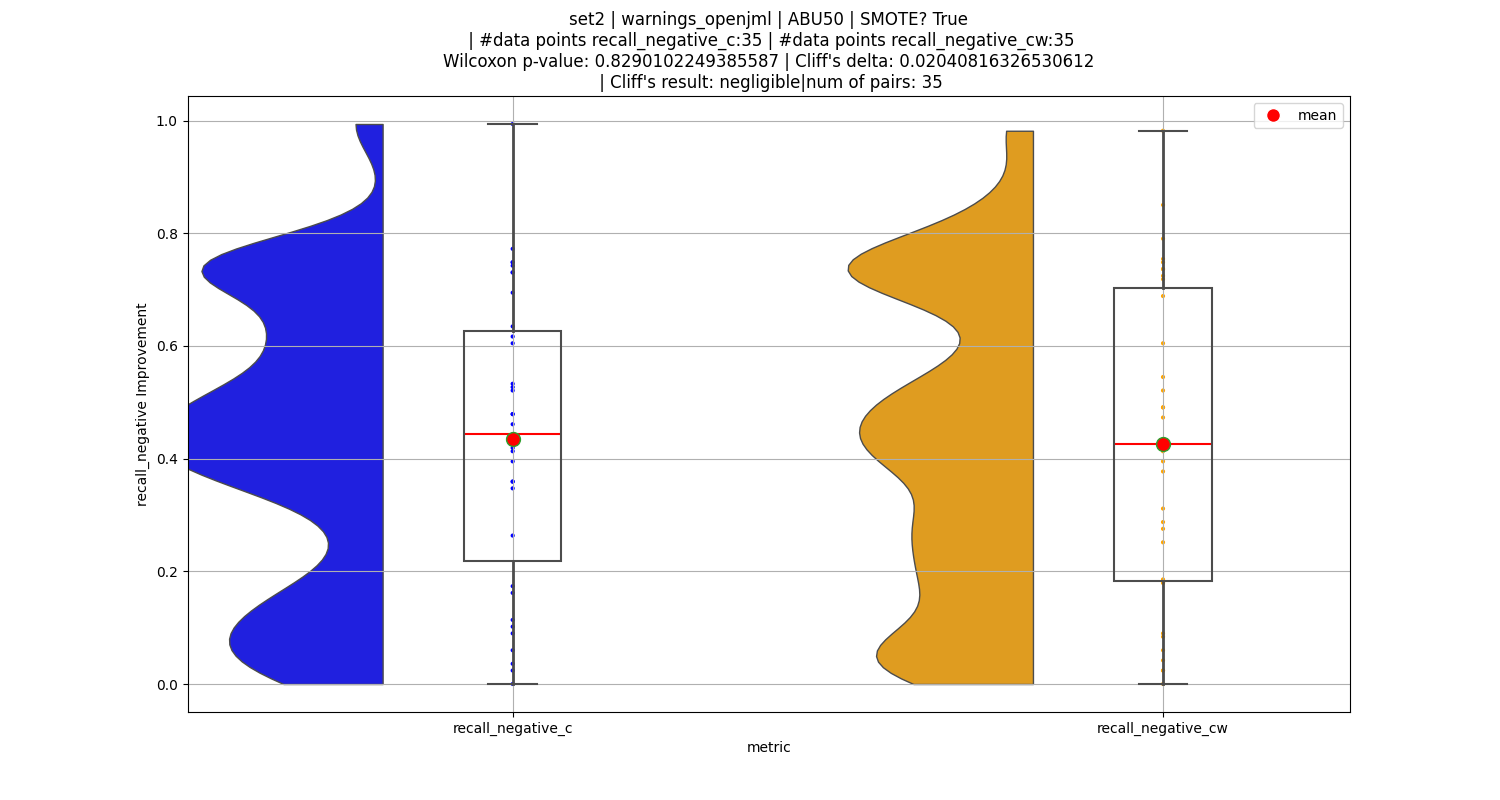 set2 | warnings_openjml | ABU50 | SMOTE? True
| #data points recall_negative_c:35 | #data points recall_negative_cw:35
Wilcoxon p-value: 0.8290102249385587 | Cliff's delta: 0.02040816326530612
| Cliff's result: negligible|num of pairs: 35
mean
1.0
0.8
0.6
0.4
0.2
0.0
recall_negative Improvement
recall_negative_c
recall_negative_cw
metric